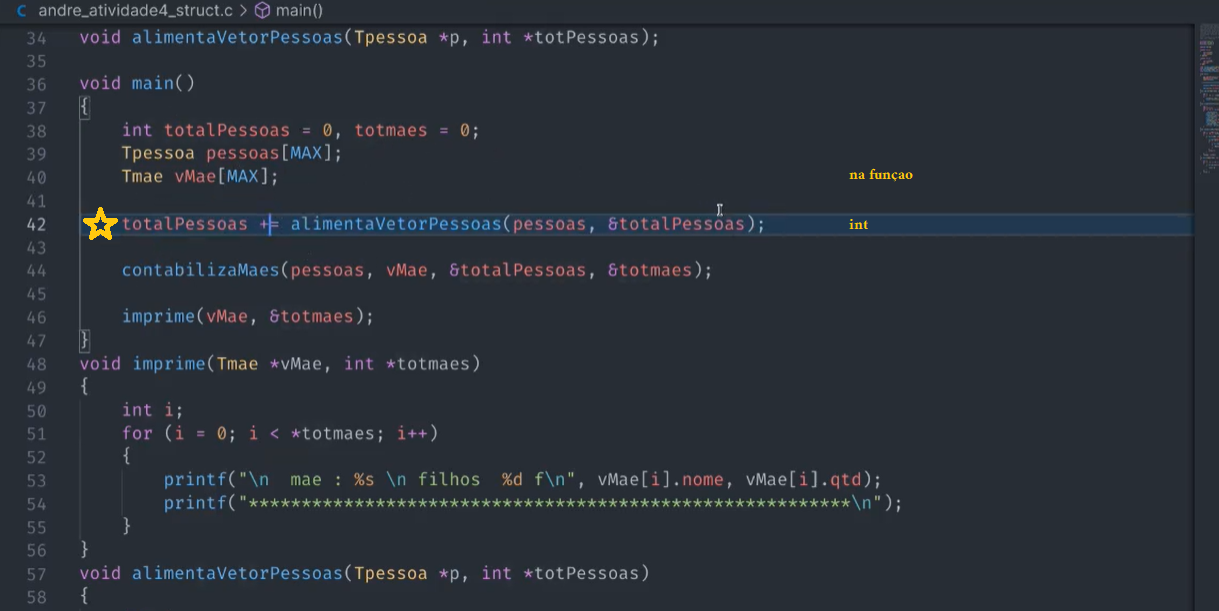 andre_atividade4_struct.c > main()
34 void alimentaVetorPessoas(Tpessoa *p, int *totPessoas);
35
36 void main()
37 {
38 int totalPessoas = 0, totmaes = 0;
39 Tpessoa pessoas[MAX];
40 Tmae vMae[MAX]; na funçao
41
42 totalPessoas += alimentaVetorPessoas(pessoas, &totalPessoas); int
43
44 contabilizaMaes(pessoas, vMae, &totalPessoas, &totmaes);
45
46 imprime(vMae, &totmaes);
47 }
48 void imprime(Tmae *vMae, int *totmaes)
49 {
50 int i;
51 for (i = 0; i < *totmaes; i++)
52 {
53 printf("\n  mae : %s \n filhos  %d f\n", vMae[i].nome, vMae[i].qtd);
54 printf("*********************************************************\n");
55 }
56 }
57 void alimentaVetorPessoas(Tpessoa *p, int *totPessoas)
58 {